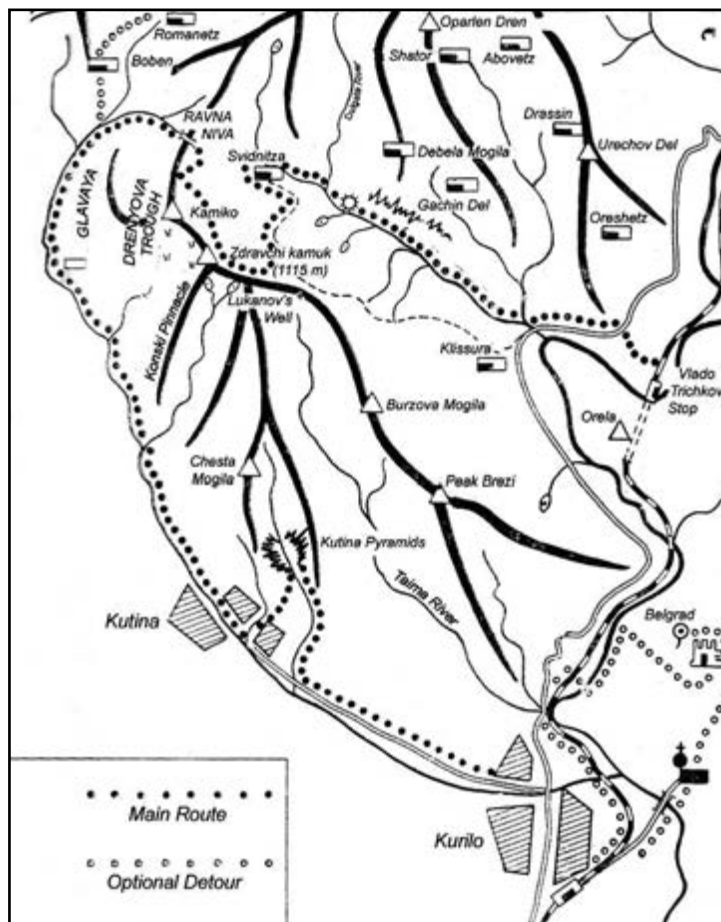 Romanetz
Oparlen Dren
Boben
Shator
Abovetz
RAVNA
NIVA
Drassin
Svidnitza
Debela Mogila
Urechov Del
GLAVAYA
DRENYOVA
TROUGH
Kamiko
Gachin Del
Oreshetz
Zdravchi kamuk
(1115 m)
Konski Pinnacle
Lukanov's
Well
Klissura
Vlado
Trichkov
Stop
Burzova Mogila
Orela
Chesta
Mogila
Peak Brezi
Kutina Pyramids
Taima River
Kutina
Belgrad
Main Route
Kurilo
Optional Detour